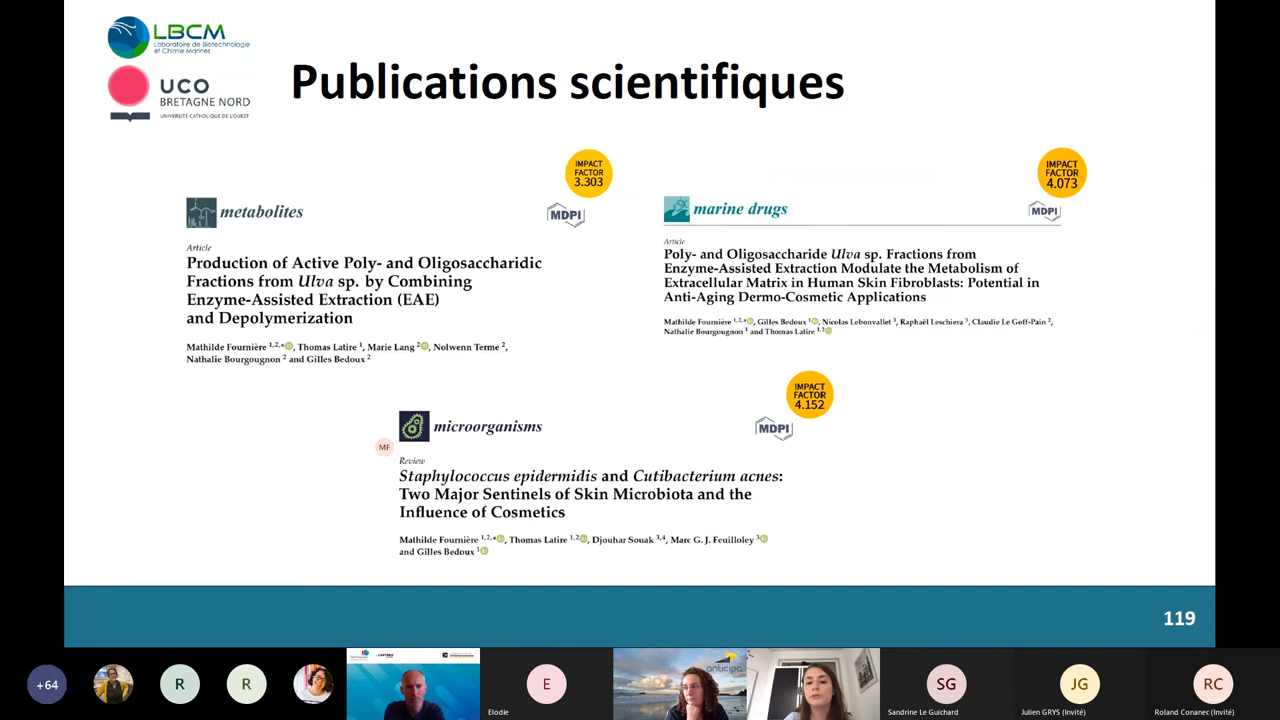 LBCM
Laboratoire de Biotechnologie
et Chimie Marines
UCO
BRETAGNE NORD
UNIVERSITÉ CATHOLIQUE DE L'OUEST
Publications scientifiques
IMPACT
FACTOR
3.303
metabolites
MDPI
Article
Production of Active Poly- and Oligosaccharidic
Fractions from Ulva sp. by Combining
Enzyme-Assisted Extraction (EAE)
and Depolymerization
Mathilde Fournière 1,2,*, Thomas Latire 1, Marie Lang 2, Nolwenn Terme 2,
Nathalie Bourgougnon 2 and Gilles Bedoux 2
IMPACT
FACTOR
4.073
marine drugs
MDPI
Article
Poly- and Oligosaccharide Ulva sp. Fractions from
Enzyme-Assisted Extraction Modulate the Metabolism of
Extracellular Matrix in Human Skin Fibroblasts: Potential in
Anti-Aging Dermo-Cosmetic Applications
Mathilde Fournière 1,2,*, Gilles Bedoux 1, Nicolas Lebonvallet 3, Raphaël Leschiera 3, Claudie Le Goff-Pain 2,
Nathalie Bourgougnon 1 and Thomas Latire 1,2
IMPACT
FACTOR
4.152
microorganisms
MDPI
MF
Review
Staphylococcus epidermidis and Cutibacterium acnes:
Two Major Sentinels of Skin Microbiota and the
Influence of Cosmetics
Mathilde Fournière 1,2,*, Thomas Latire 1,2, Djouhar Souak 3,4, Marc G. J. Feuilloley 3
and Gilles Bedoux 1
119
+64
R
R
E
Elodie
anticipa
SG
Sandrine Le Guichard
JG
Julien GRYS (Invité)
RC
Roland Conanec (Invité)